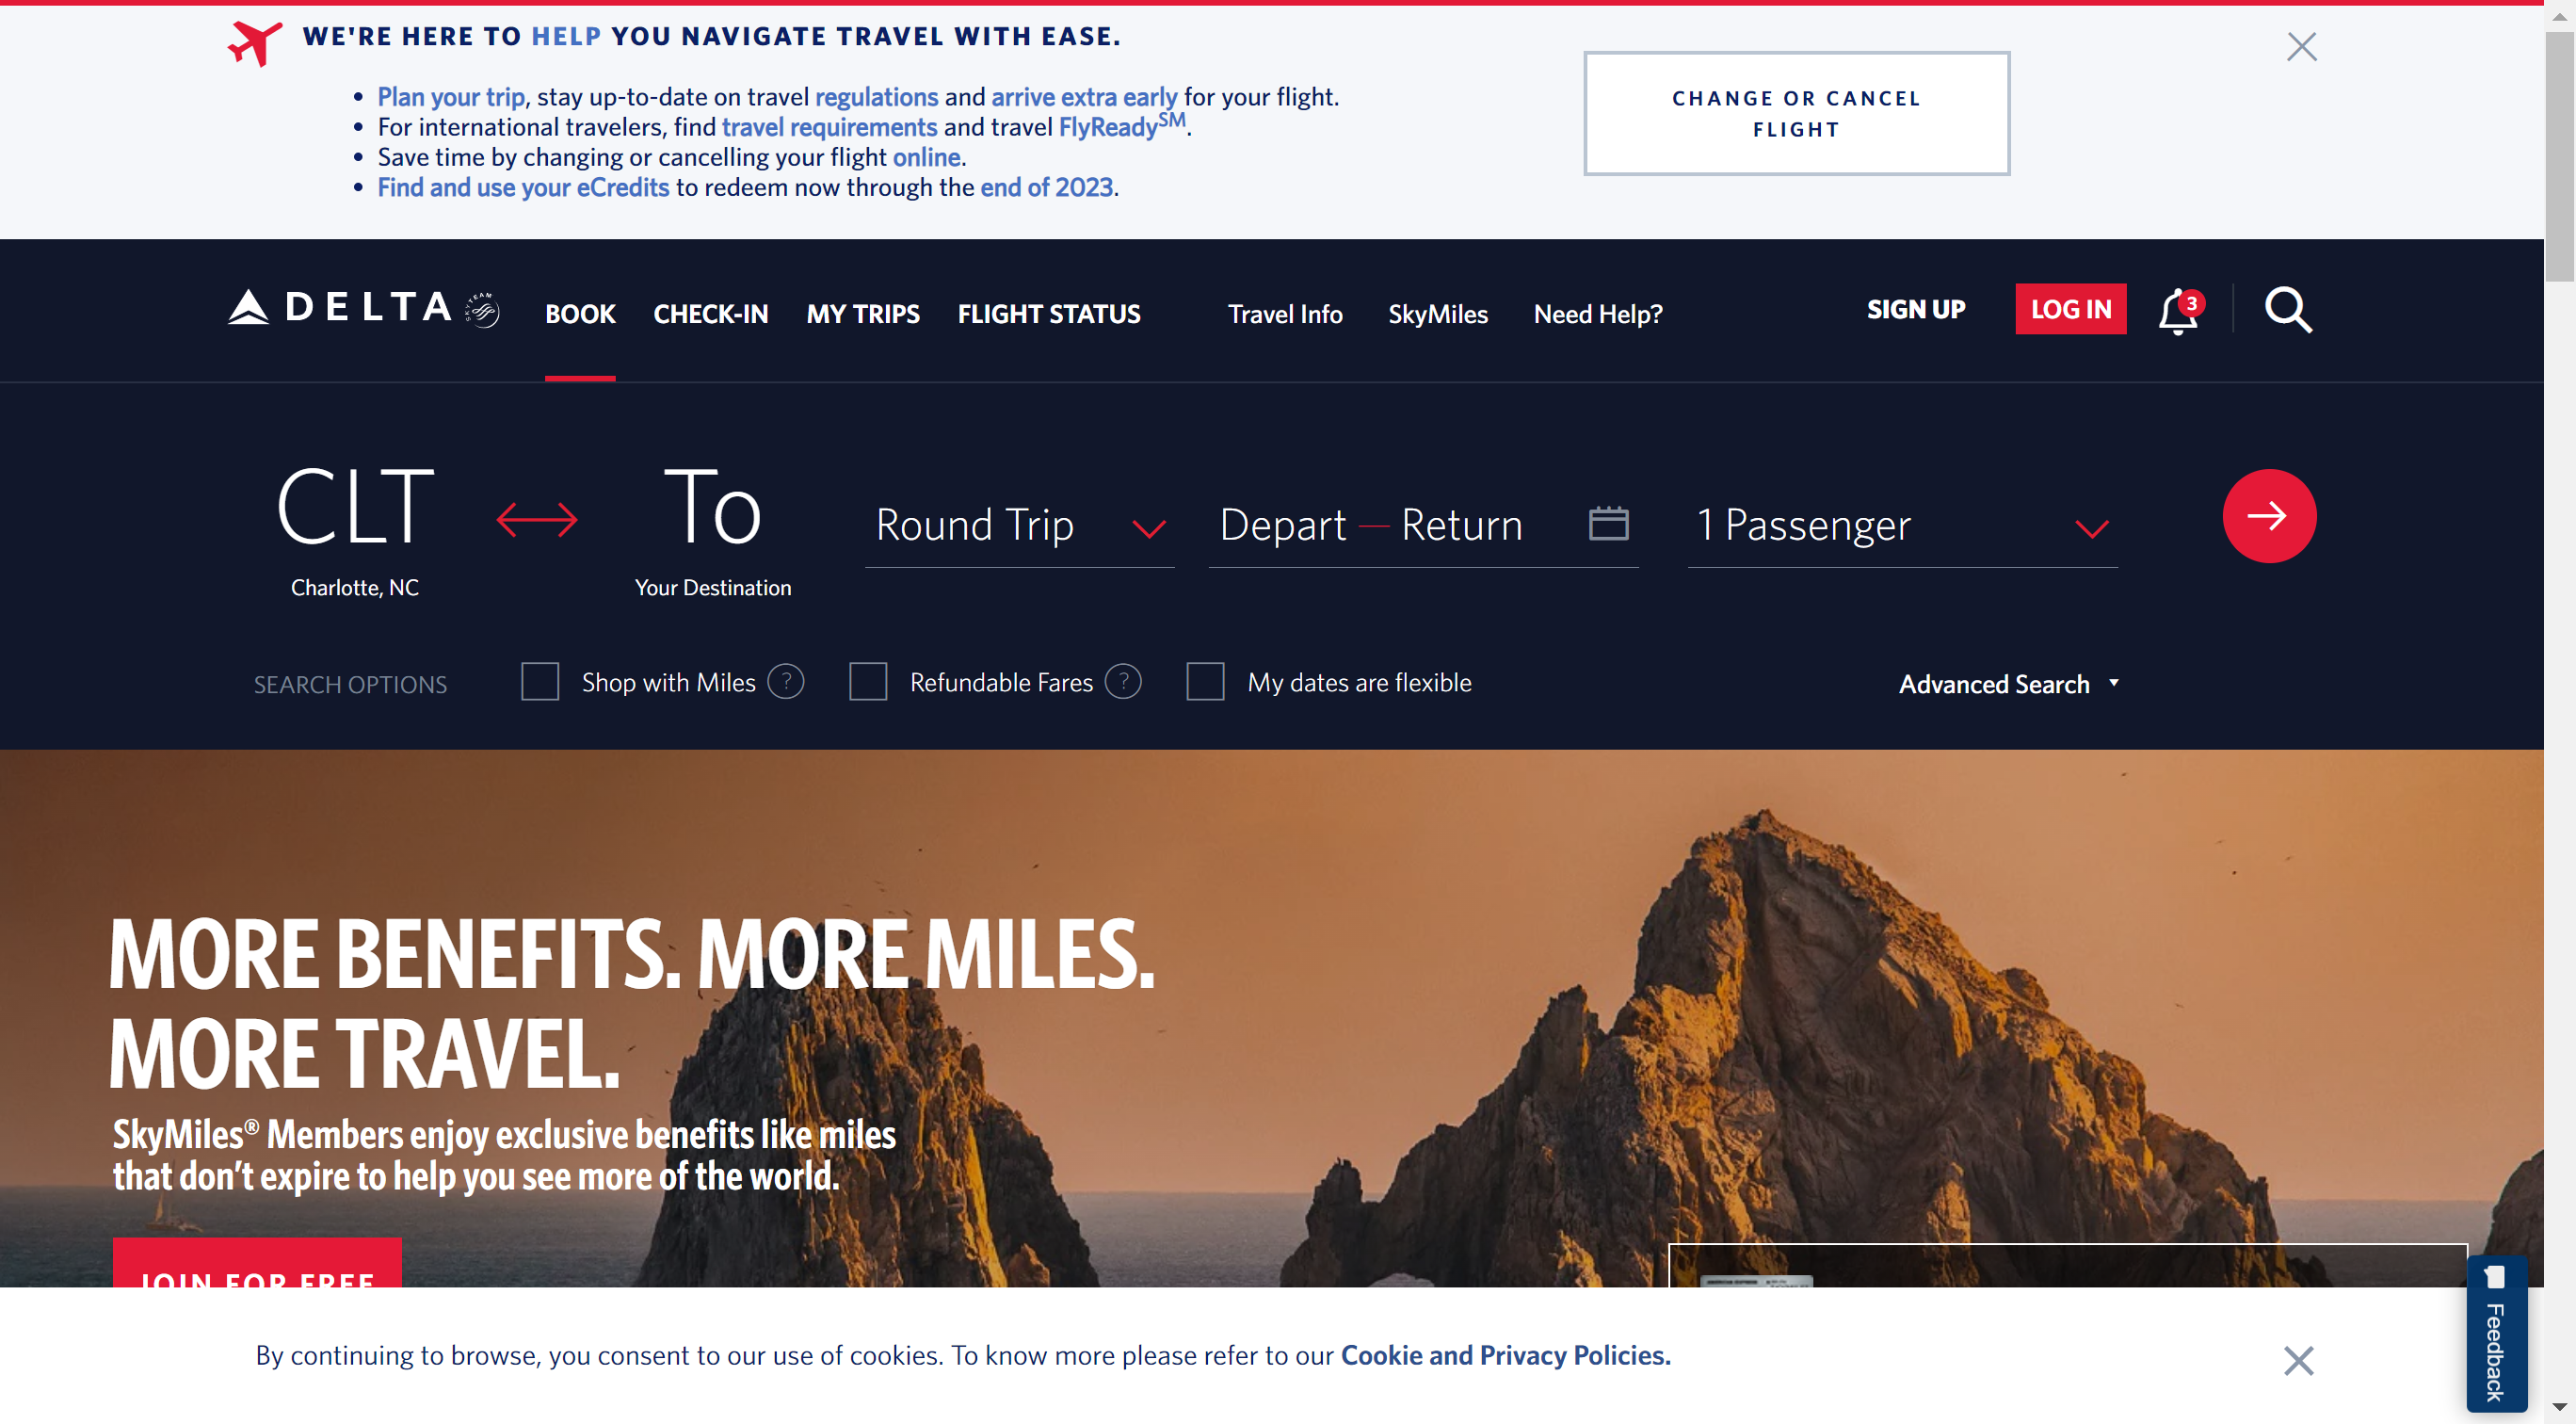 WE'RE HERE TO HELP YOU NAVIGATE TRAVEL WITH EASE.
Plan your trip, stay up-to-date on travel regulations and arrive extra early for your flight.
For international travelers, find travel requirements and travel FlyReadySM.
Save time by changing or cancelling your flight online.
Find and use your eCredits to redeem now through the end of 2023.
CHANGE OR CANCEL
FLIGHT
DELTA
SKYTEAM
BOOK
CHECK-IN
MY TRIPS
FLIGHT STATUS
Travel Info
SkyMiles
Need Help?
SIGN UP
LOG IN
3
CLT
Charlotte, NC
To
Your Destination
Round Trip
Depart — Return
1 Passenger
SEARCH OPTIONS
Shop with Miles ?
Refundable Fares ?
My dates are flexible
Advanced Search
MORE BENEFITS. MORE MILES.
MORE TRAVEL.
SkyMiles® Members enjoy exclusive benefits like miles
that don't expire to help you see more of the world.
JOIN FOR FREE
AMERICAN EXPRESS
By continuing to browse, you consent to our use of cookies. To know more please refer to our Cookie and Privacy Policies.
Feedback